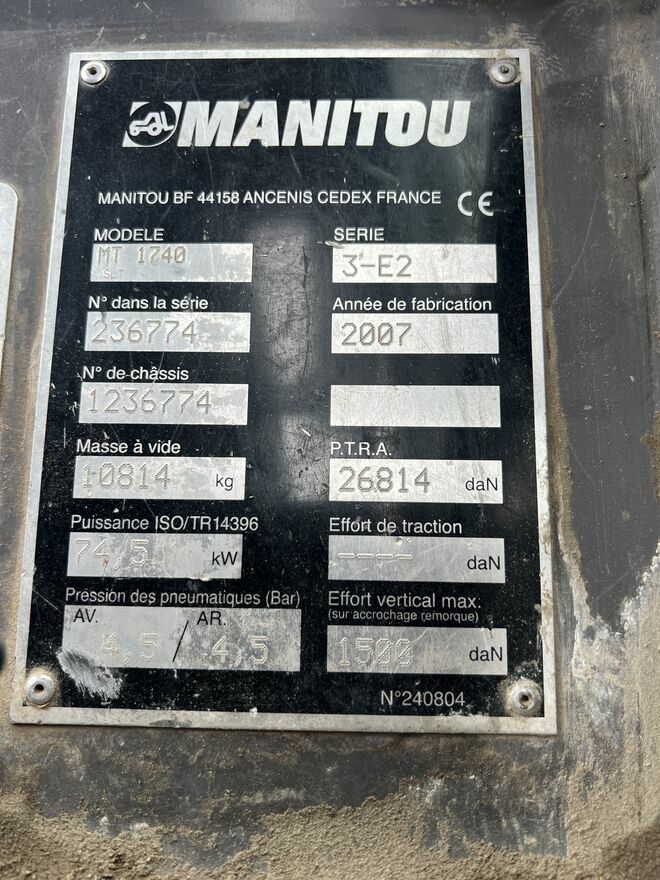 MANITOU
MANITOU BF 44158 ANCENIS CEDEX FRANCE CE
MODELE
MT 1740
SLT
SERIE
3-E2
N° dans la série
236774
Année de fabrication
2007
N° de châssis
1236774
Masse à vide
10814 kg
P.T.R.A.
26814 daN
Puissance ISO/TR14396
74,5 kW
Effort de traction
---- daN
Pression des pneumatiques (Bar)
AV. AR.
4,5 / 4,5
Effort vertical max:
(sur accrochage remorque)
1500 daN
N°240804